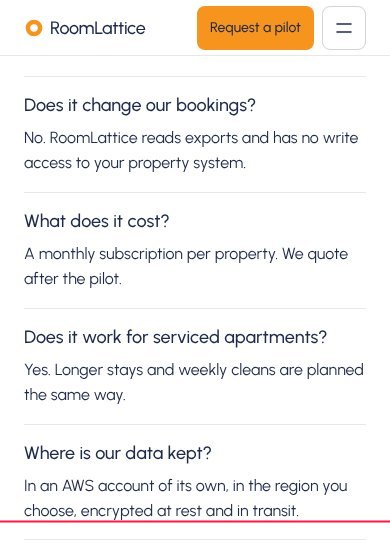 RoomLattice
Request a pilot
Does it change our bookings?
No. RoomLattice reads exports and has no write
access to your property system.
What does it cost?
A monthly subscription per property. We quote
after the pilot.
Does it work for serviced apartments?
Yes. Longer stays and weekly cleans are planned
the same way.
Where is our data kept?
In an AWS account of its own, in the region you
choose, encrypted at rest and in transit.